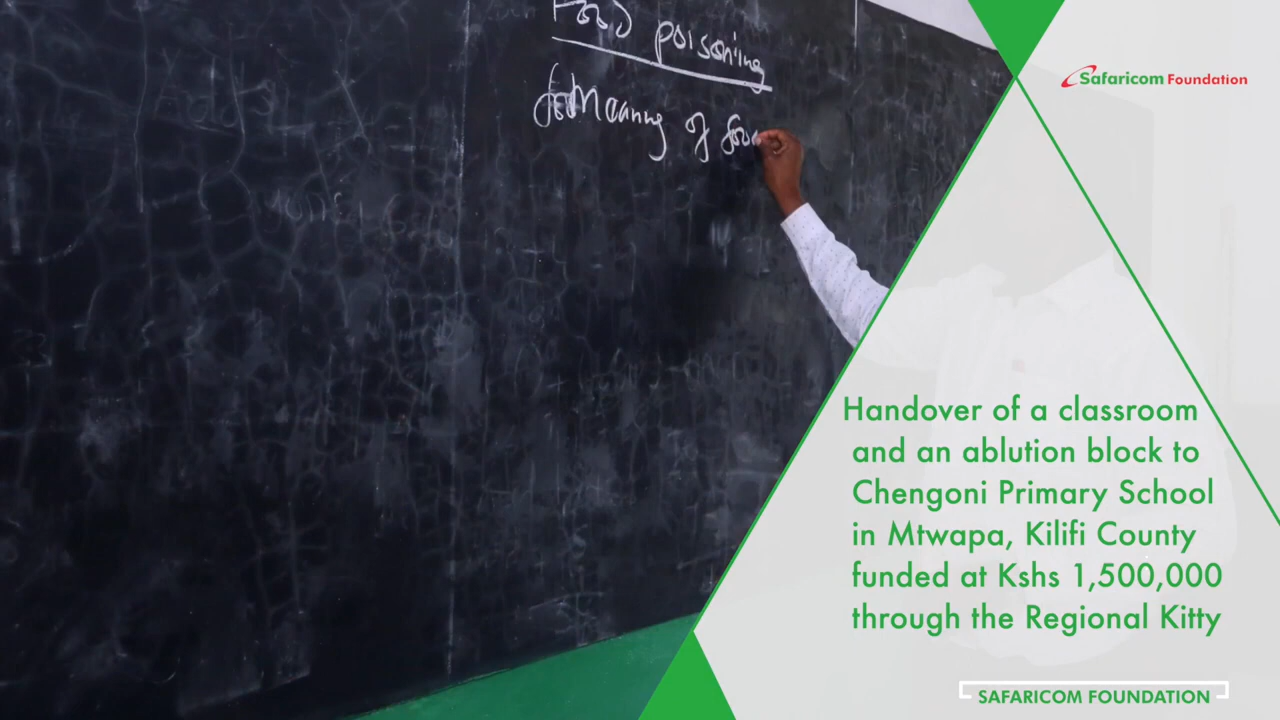 Food poisoning
Meaning of foo
Safaricom Foundation
Handover of a classroom
and an ablution block to
Chengoni Primary School
in Mtwapa, Kilifi County
funded at Kshs 1,500,000
through the Regional Kitty
SAFARICOM FOUNDATION